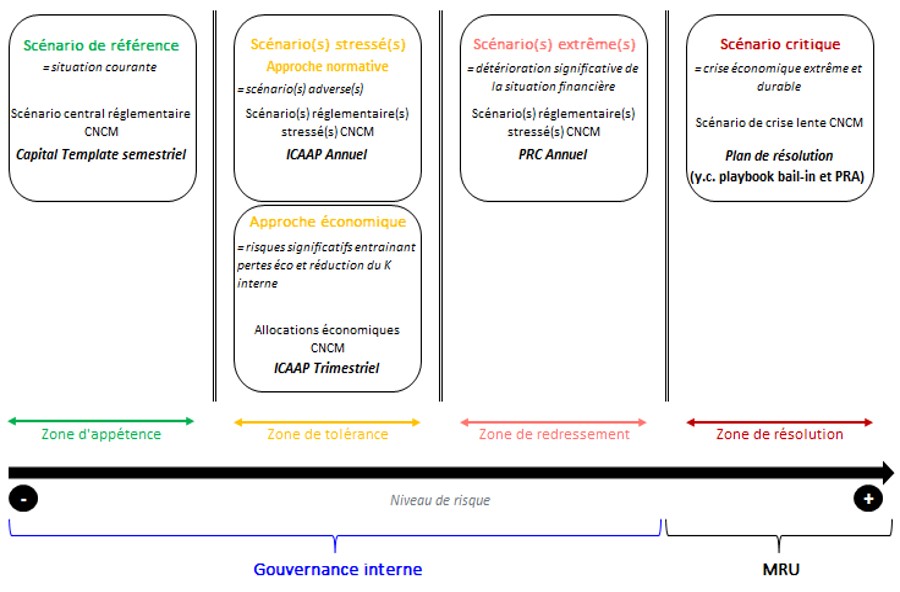 Scénario de référence
= situation courante
Scénario central réglementaire
CNCM
Capital Template semestriel
Scénario(s) stressé(s)
Approche normative
= scénario(s) adverse(s)
Scénario(s) réglementaire(s)
stressé(s) CNCM
ICAAP Annuel
Approche économique
= risques significatifs entrainant
pertes éco et réduction du K
interne
Allocations économiques
CNCM
ICAAP Trimestriel
Scénario(s) extrême(s)
= détérioration significative de
la situation financière
Scénario(s) réglementaire(s)
stressé(s) CNCM
PRC Annuel
Scénario critique
= crise économique extrême et
durable
Scénario de crise lente CNCM
Plan de résolution
(y.c. playbook bail-in et PRA)
Zone d'appétence
Zone de tolérance
Zone de redressement
Zone de résolution
-
Niveau de risque
+
Gouvernance interne
MRU